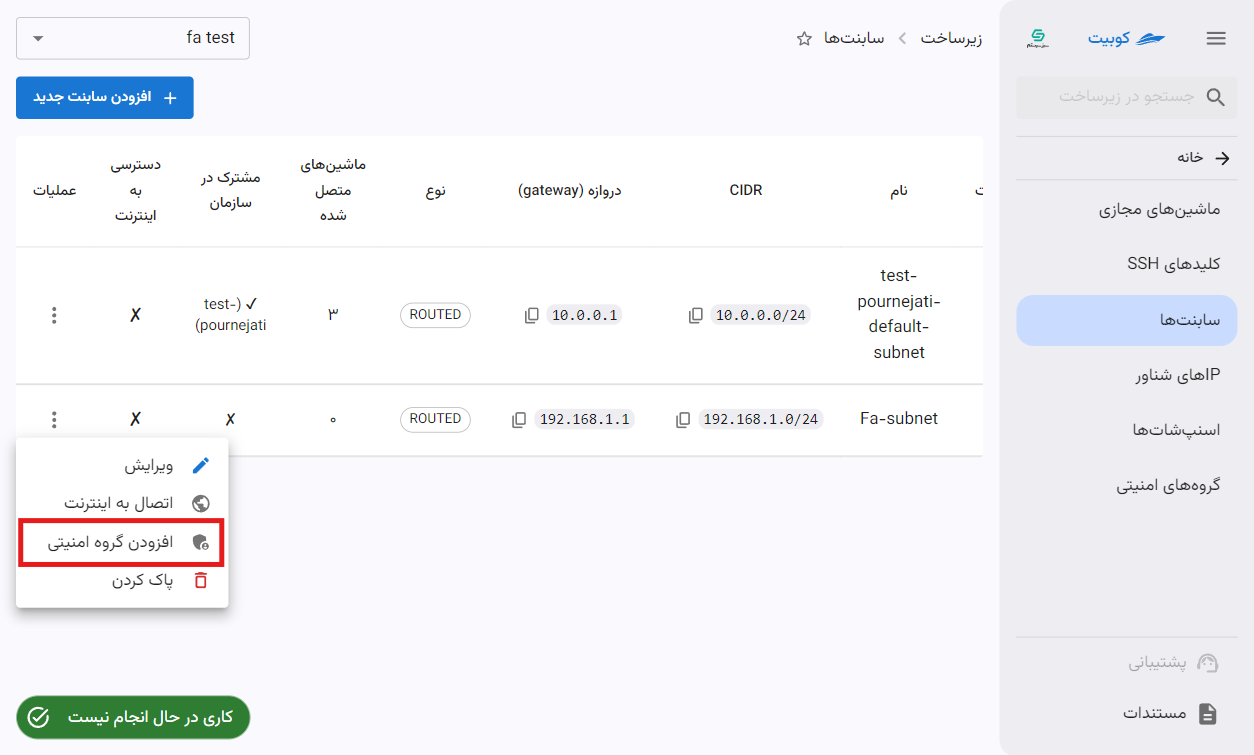 کوبیت
جستجو در زیرساخت
خانه
ماشین‌های مجازی
کلیدهای SSH
سابنت‌ها
IPهای شناور
اسنپ‌شات‌ها
گروه‌های امنیتی
پشتیبانی
مستندات
زیرساخت > سابنت‌ها
fa test
+ افزودن سابنت جدید
نام
CIDR
دروازه (gateway)
نوع
ماشین‌های
متصل
شده
مشترک در
سازمان
دسترسی
به
اینترنت
عملیات
test-
pournejati-
default-
subnet
10.0.0.0/24
10.0.0.1
ROUTED
۳
✓ (test-
pournejati)
✗
Fa-subnet
192.168.1.0/24
192.168.1.1
ROUTED
۰
✗
✗
ویرایش
اتصال به اینترنت
افزودن گروه امنیتی
پاک کردن
کاری در حال انجام نیست